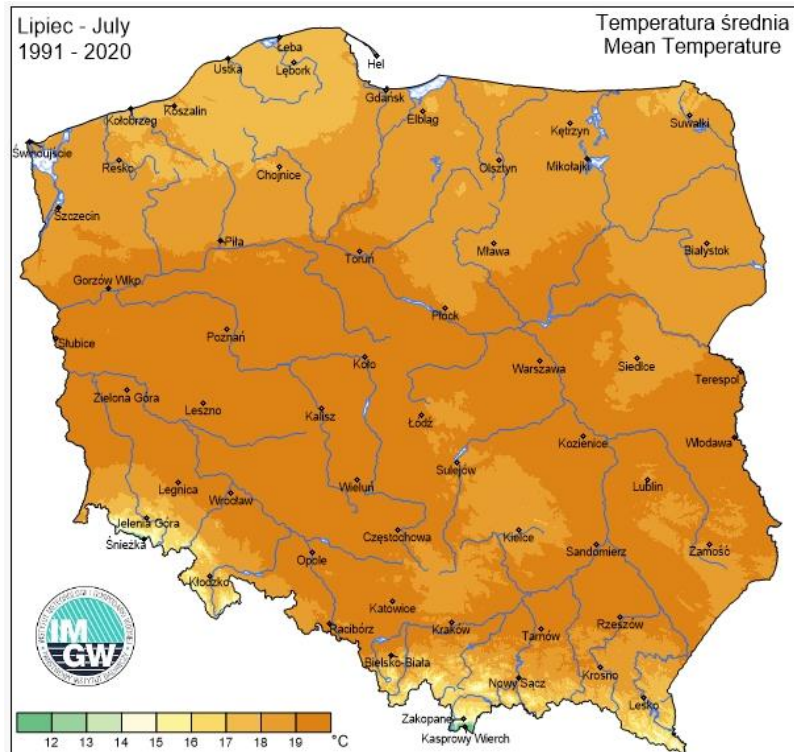 Lipiec - July
1991 - 2020
Temperatura średnia
Mean Temperature
Łeba
Hel
Ustka
Lębork
Gdańsk
Koszalin
Kołobrzeg
Elbląg
Kętrzyn
Suwałki
Świnoujście
Resko
Chojnice
Olsztyn
Mikołajki
Szczecin
Piła
Toruń
Mława
Białystok
Gorzów Wlkp.
Płock
Słubice
Poznań
Koło
Warszawa
Siedlce
Terespol
Zielona Góra
Leszno
Kalisz
Łódź
Kozienice
Włodawa
Sulejów
Legnica
Wrocław
Wieluń
Lublin
Jelenia Góra
Śnieżka
Częstochowa
Kielce
Sandomierz
Zamość
Opole
Kłodzko
Katowice
Racibórz
Kraków
Tarnów
Rzeszów
Bielsko-Biała
Nowy Sącz
Krosno
Lesko
Zakopane
Kasprowy Wierch
IM
GW
12 13 14 15 16 17 18 19 °C